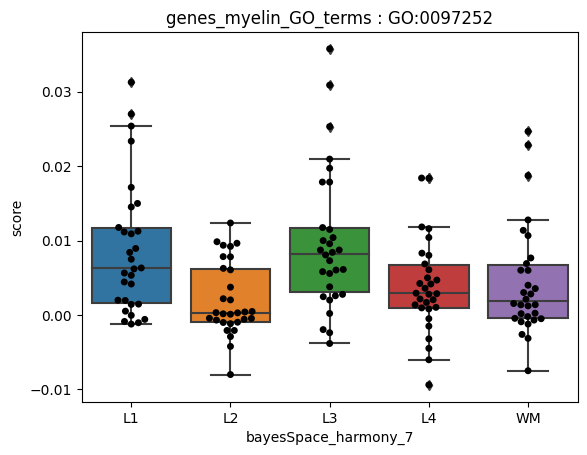 genes_myelin_GO_terms : GO:0097252
score
0.03
0.02
0.01
0.00
−0.01
L1 L2 L3 L4 WM
bayesSpace_harmony_7